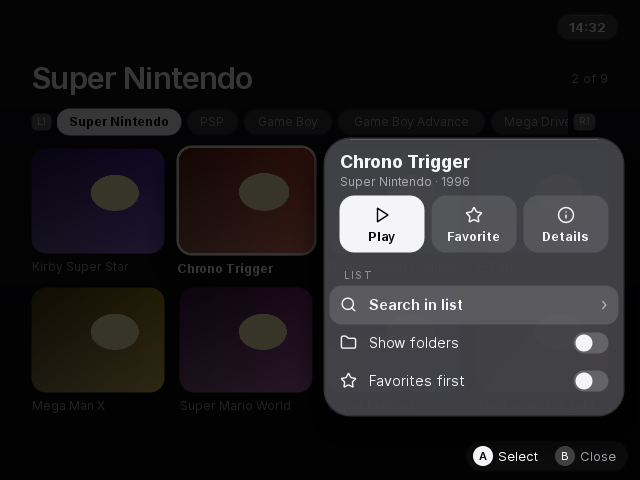 14:32
Super Nintendo
2 of 9
L1 Super Nintendo PSP Game Boy Game Boy Advance Mega Drive R1
Chrono Trigger
Super Nintendo · 1996
Play Favorite Details
Kirby Super Star
Chrono Trigger
LIST
Search in list
Show folders
Favorites first
Mega Man X
Super Mario World
A Select B Close